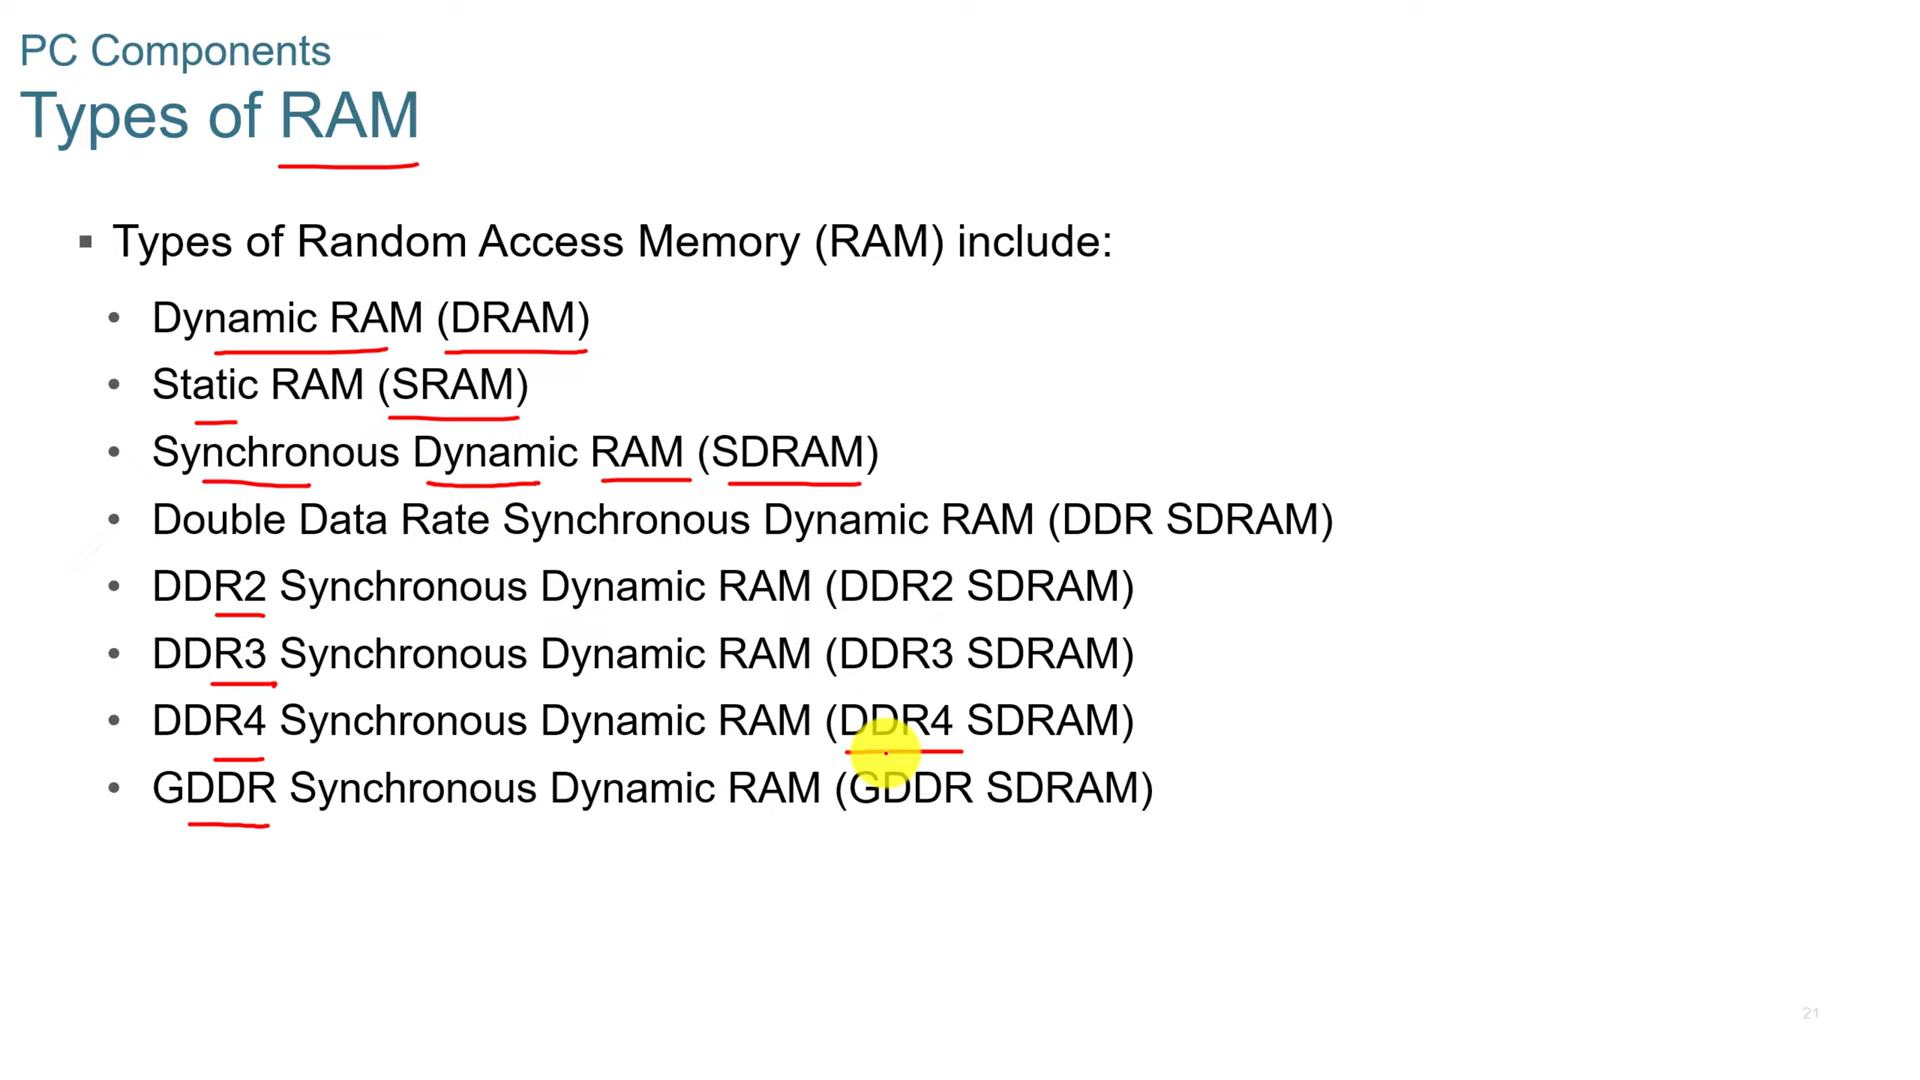 PC Components
Types of RAM
▪ Types of Random Access Memory (RAM) include:
• Dynamic RAM (DRAM)
• Static RAM (SRAM)
• Synchronous Dynamic RAM (SDRAM)
• Double Data Rate Synchronous Dynamic RAM (DDR SDRAM)
• DDR2 Synchronous Dynamic RAM (DDR2 SDRAM)
• DDR3 Synchronous Dynamic RAM (DDR3 SDRAM)
• DDR4 Synchronous Dynamic RAM (DDR4 SDRAM)
• GDDR Synchronous Dynamic RAM (GDDR SDRAM)
21